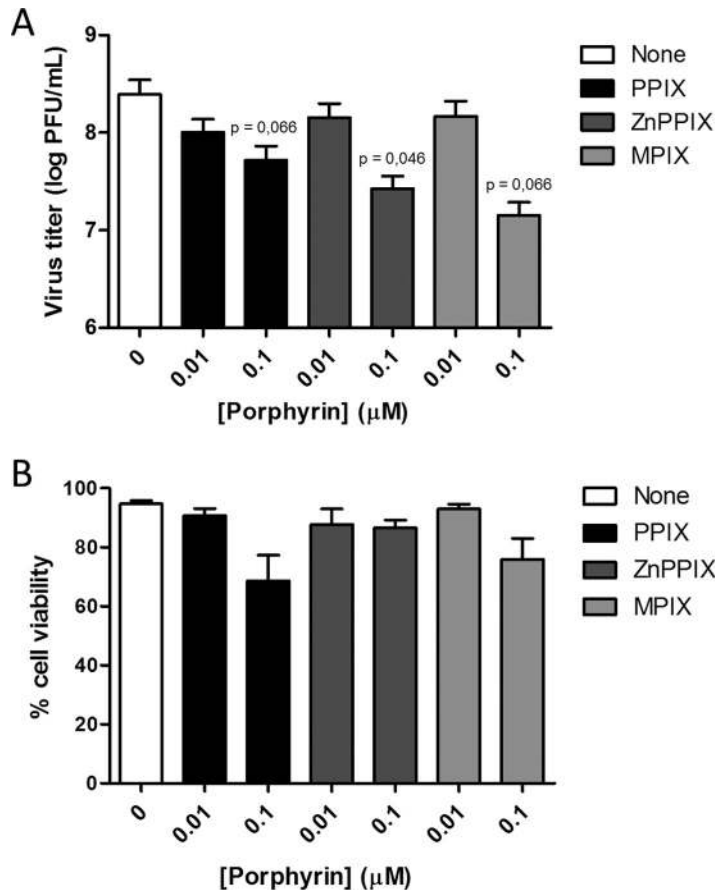 A
Virus titer (log PFU/mL)
9
8
7
6
p = 0,066
p = 0,046
p = 0,066
0
0.01
0.1
0.01
0.1
0.01
0.1
[Porphyrin] (μM)
None
PPIX
ZnPPIX
MPIX
B
% cell viability
100
80
60
40
20
0
0
0.01
0.1
0.01
0.1
0.01
0.1
[Porphyrin] (μM)
None
PPIX
ZnPPIX
MPIX